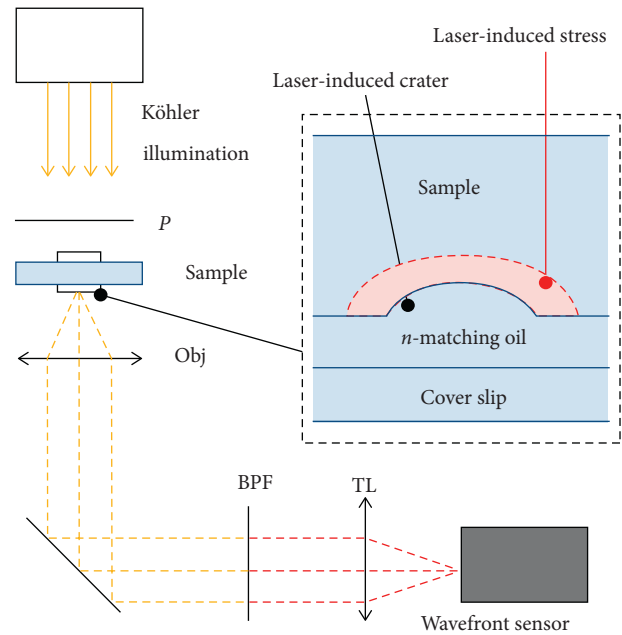 Laser-induced stress
Laser-induced crater
Köhler
illumination
Sample
P
Sample
n-matching oil
Obj
Cover slip
BPF
TL
Wavefront sensor